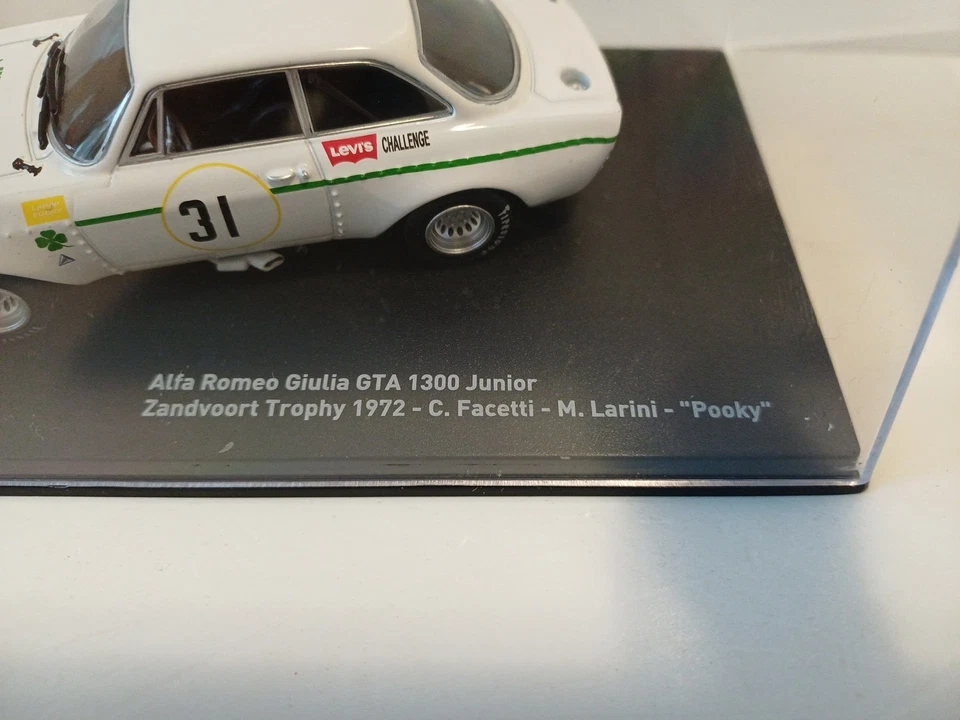 Levi's CHALLENGE
31
Alfa Romeo Giulia GTA 1300 Junior
Zandvoort Trophy 1972 - C. Facetti - M. Larini - "Pooky"